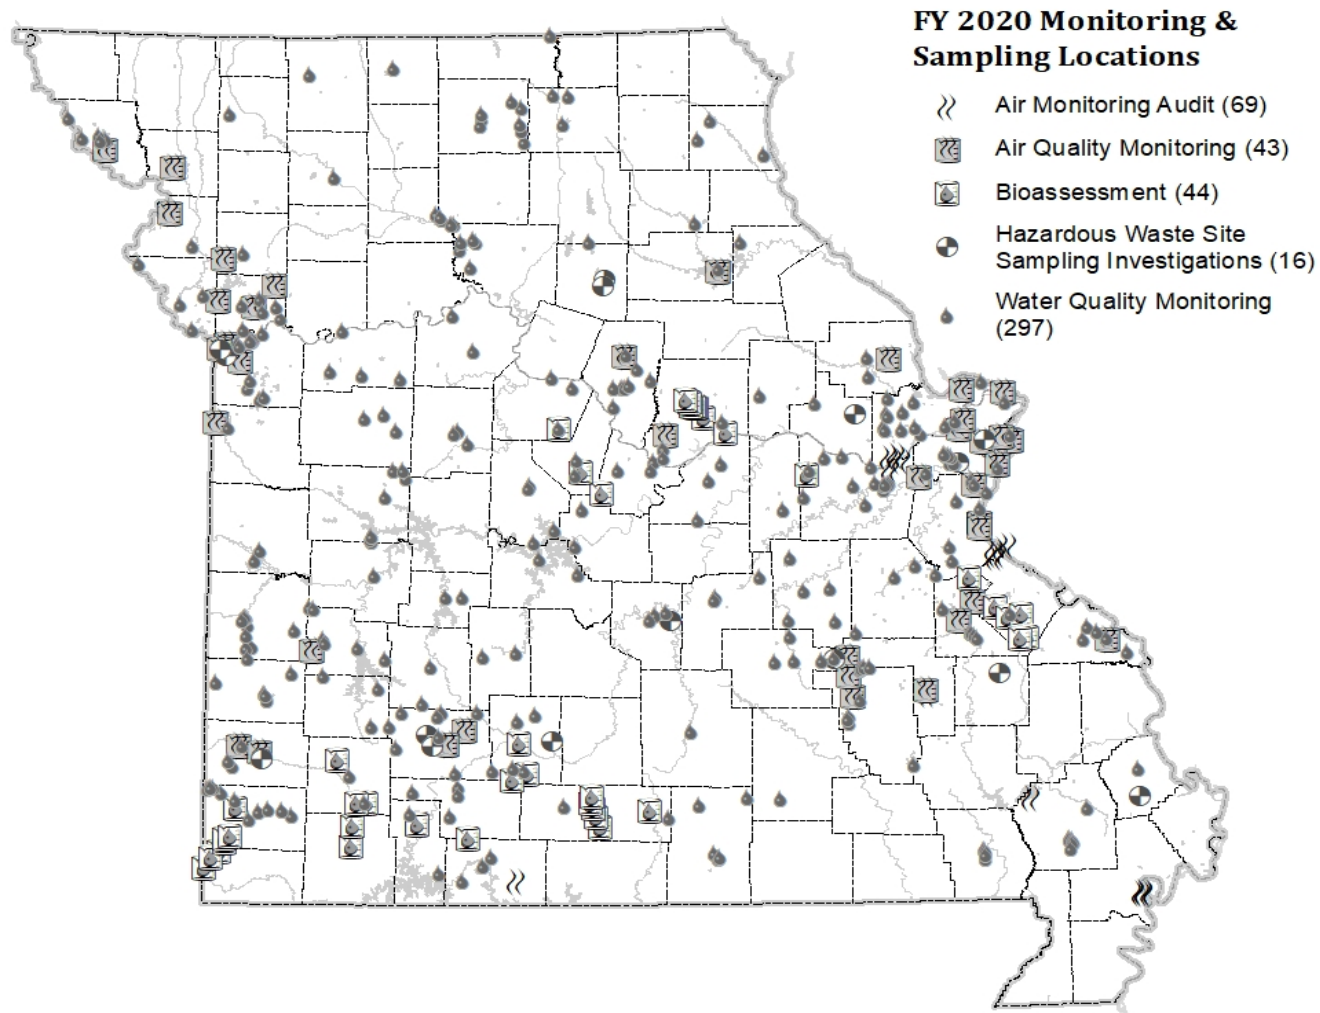 FY 2020 Monitoring &
Sampling Locations
Air Monitoring Audit (69)
Air Quality Monitoring (43)
Bioassessment (44)
Hazardous Waste Site
Sampling Investigations (16)
Water Quality Monitoring
(297)